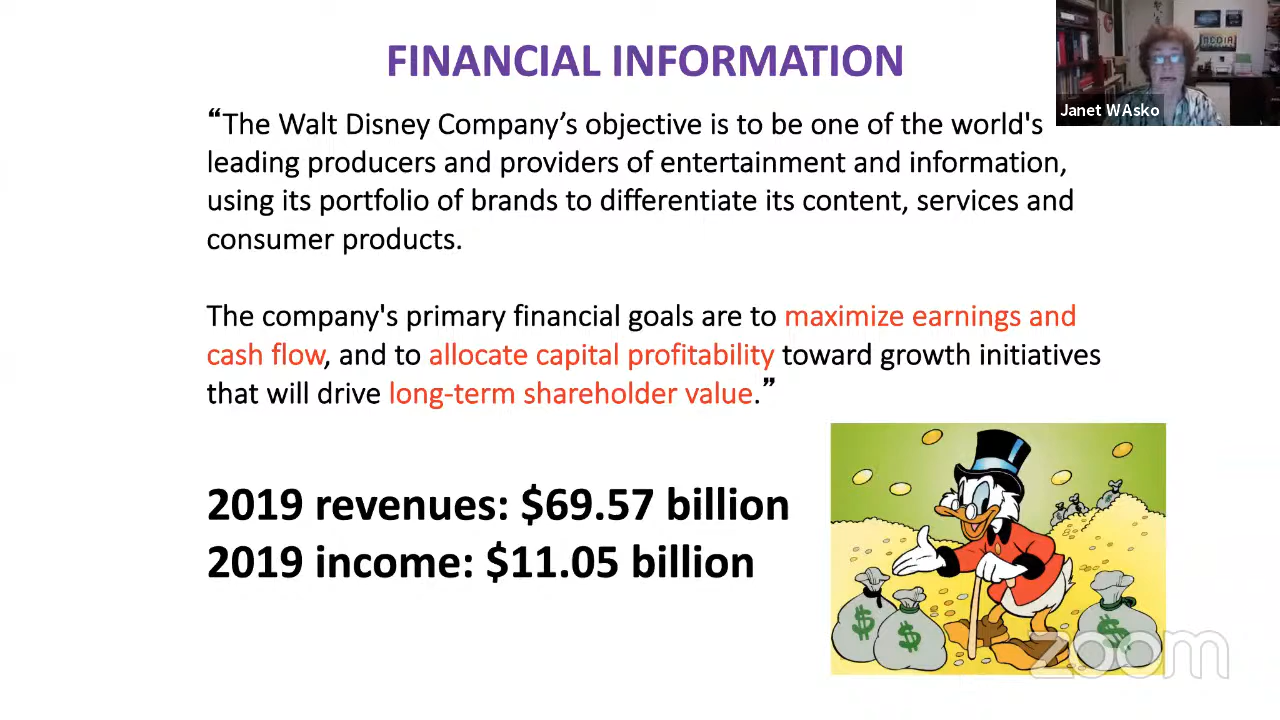 FINANCIAL INFORMATION
MEDIA
Janet WAsko
“The Walt Disney Company’s objective is to be one of the world's
leading producers and providers of entertainment and information,
using its portfolio of brands to differentiate its content, services and
consumer products.
The company's primary financial goals are to maximize earnings and
cash flow, and to allocate capital profitability toward growth initiatives
that will drive long-term shareholder value.”
2019 revenues: $69.57 billion
2019 income: $11.05 billion
$
$
$
zoom